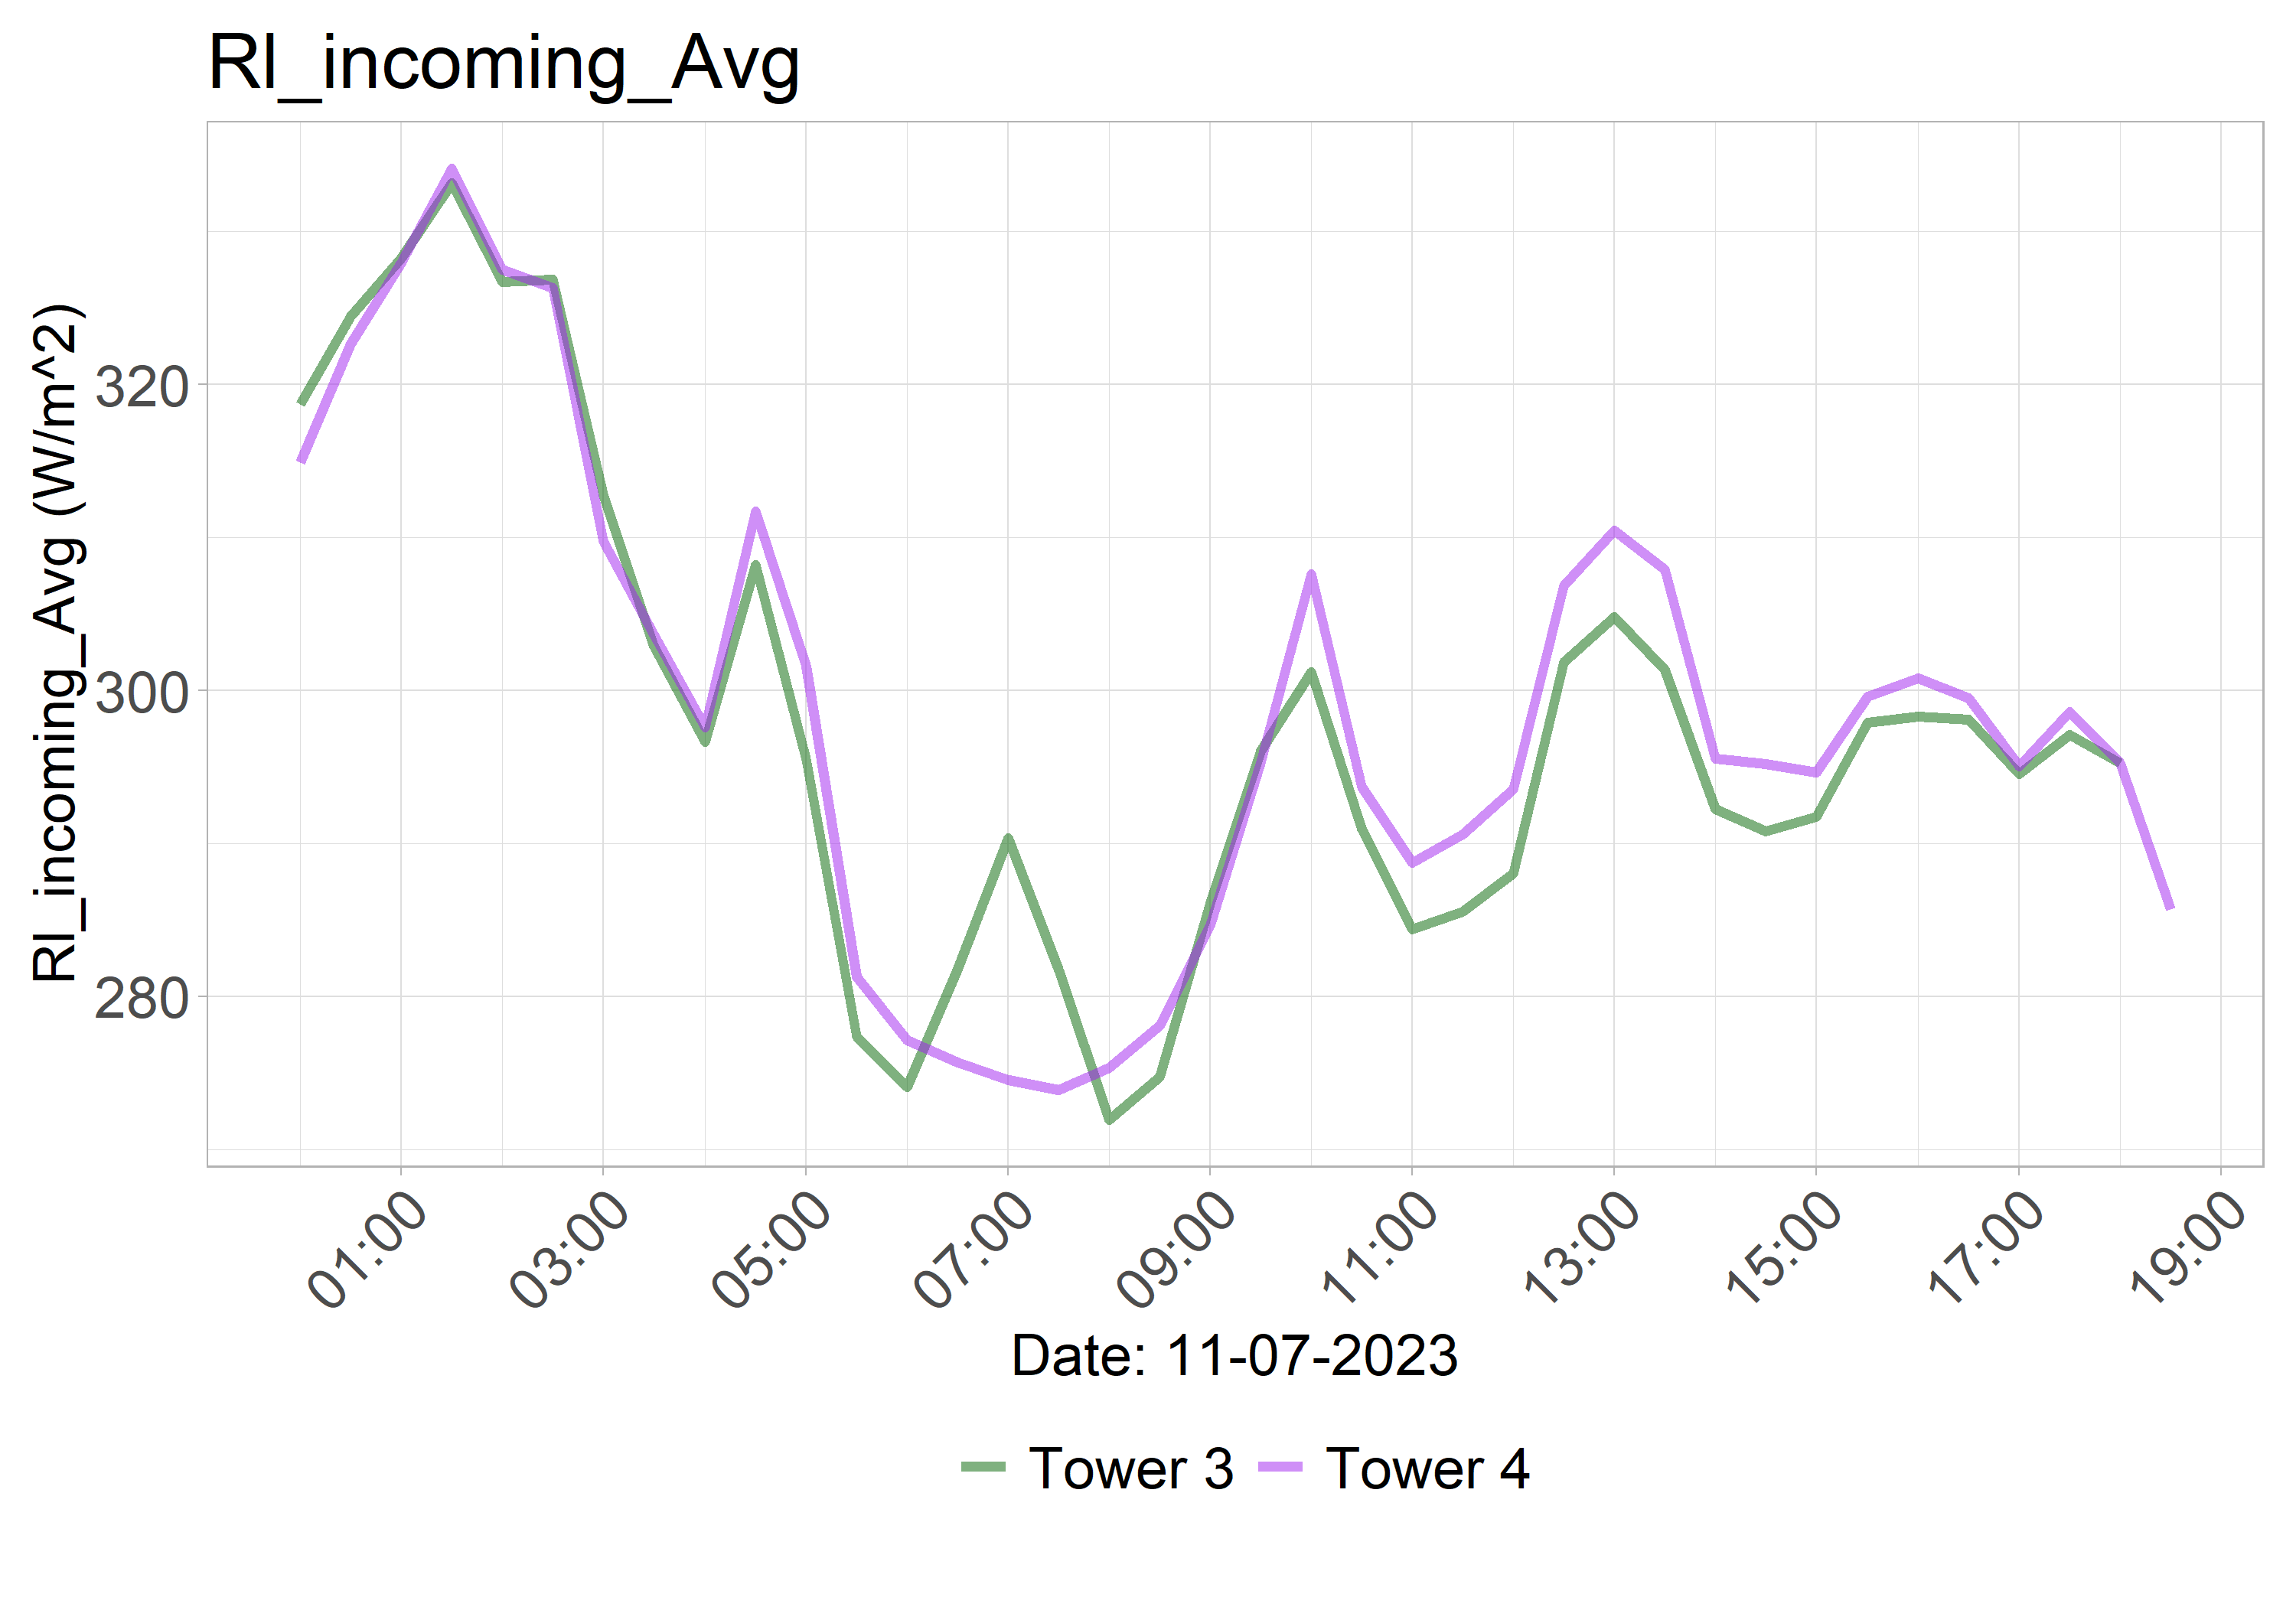 Rl_incoming_Avg
Rl_incoming_Avg (W/m^2)
320
300
280
01:00 03:00 05:00 07:00 09:00 11:00 13:00 15:00 17:00 19:00
Date: 11-07-2023
Tower 3 Tower 4